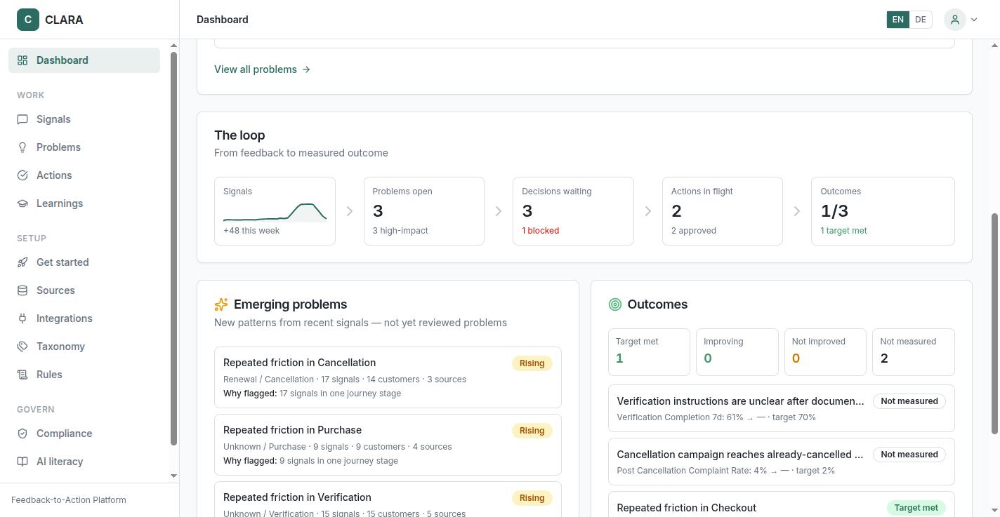 C CLARA
Dashboard
EN DE
Dashboard
WORK
Signals
Problems
Actions
Learnings
SETUP
Get started
Sources
Integrations
Taxonomy
Rules
GOVERN
Compliance
AI literacy
Feedback-to-Action Platform
View all problems →
The loop
From feedback to measured outcome
Signals
+48 this week
Problems open
3
3 high-impact
Decisions waiting
3
1 blocked
Actions in flight
2
2 approved
Outcomes
1/3
1 target met
Emerging problems
New patterns from recent signals — not yet reviewed problems
Repeated friction in Cancellation Rising
Renewal / Cancellation · 17 signals · 14 customers · 3 sources
Why flagged: 17 signals in one journey stage
Repeated friction in Purchase Rising
Unknown / Purchase · 9 signals · 9 customers · 4 sources
Why flagged: 9 signals in one journey stage
Repeated friction in Verification Rising
Unknown / Verification · 15 signals · 15 customers · 5 sources
Outcomes
Target met
1
Improving
0
Not improved
0
Not measured
2
Verification instructions are unclear after documen... Not measured
Verification Completion 7d: 61% → — · target 70%
Cancellation campaign reaches already-cancelled ... Not measured
Post Cancellation Complaint Rate: 4% → — · target 2%
Repeated friction in Checkout Target met